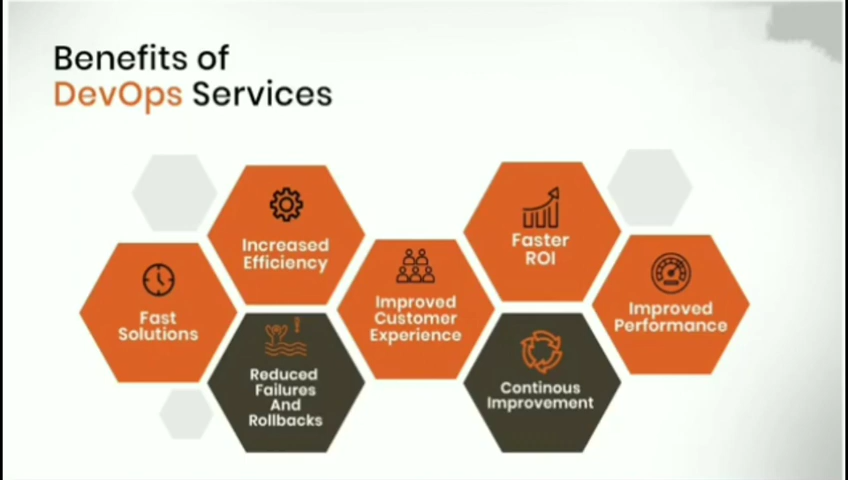 Benefits of
DevOps Services
Increased
Efficiency
Faster
ROI
Fast
Solutions
Improved
Customer
Experience
Improved
Performance
Reduced
Failures
And
Rollbacks
Continous
Improvement